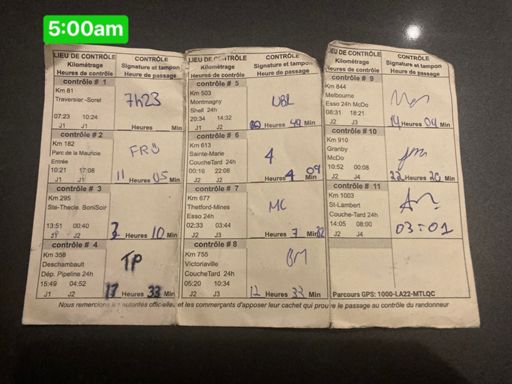 5:00am
LIEU DE CONTRÔLE
Kilométrage
Heures de contrôle
CONTRÔLE
Signature et tampon
Heure de passage
contrôle # 1
Km 81
Traversier -Sorel
07:23 10:24
J1 J1
7h23
Heures Min
contrôle # 2
Km 182
Parc de la Mauricie
Entrée
10:21 17:08
J1 J1
FRB
11 Heures 05 Min
contrôle # 3
Km 295
Ste-Thecle. BoniSoir
13:51 00:40
J1 J2
Heures 10 Min
contrôle # 4
Km 358
Deschambault
Dép. Pipeline 24h
15:49 04:52
J1 J2
TP
17 Heures 33 Min
LIEU DE CONTRÔLE
Kilométrage
Heures de contrôle
CONTRÔLE
Signature et tampon
Heure de passage
contrôle # 5
Km 503
Montmagny
Shell 24h
20:34 14:32
J1 J2
Heures 49 Min
contrôle # 6
Km 613
Sainte-Marie
CoucheTard 24h
00:16 22:08
J2 J2
4
4 Heures 09 Min
contrôle # 7
Km 677
Thetford-Mines
Esso 24h
02:33 03:44
J2 J3
MC
Heures 7 Min
contrôle # 8
Km 755
Victoriaville
CoucheTard 24h
05:20 10:34
J2 J3
BM
12 Heures 33 Min
LIEU DE CONTRÔLE
Kilométrage
Heures de contrôle
CONTRÔLE
Signature et tampon
Heure de passage
contrôle # 9
Km 844
Melbourne
Esso 24h McDo
08:31 18:21
J2 J3
Heures 04 Min
contrôle # 10
Km 910
Granby
McDo
10:52 00:08
J2 J4
22 Heures 20 Min
contrôle # 11
Km 1003
St-Lambert
Couche-Tard 24h
14:05 08:00
J2 J4
03:01
Parcours GPS: 1000-LA22-MTLQC
Nous remercions les autorités officielles et les commerçants d'apposer leur cachet qui prouve le passage au contrôle du randonneur